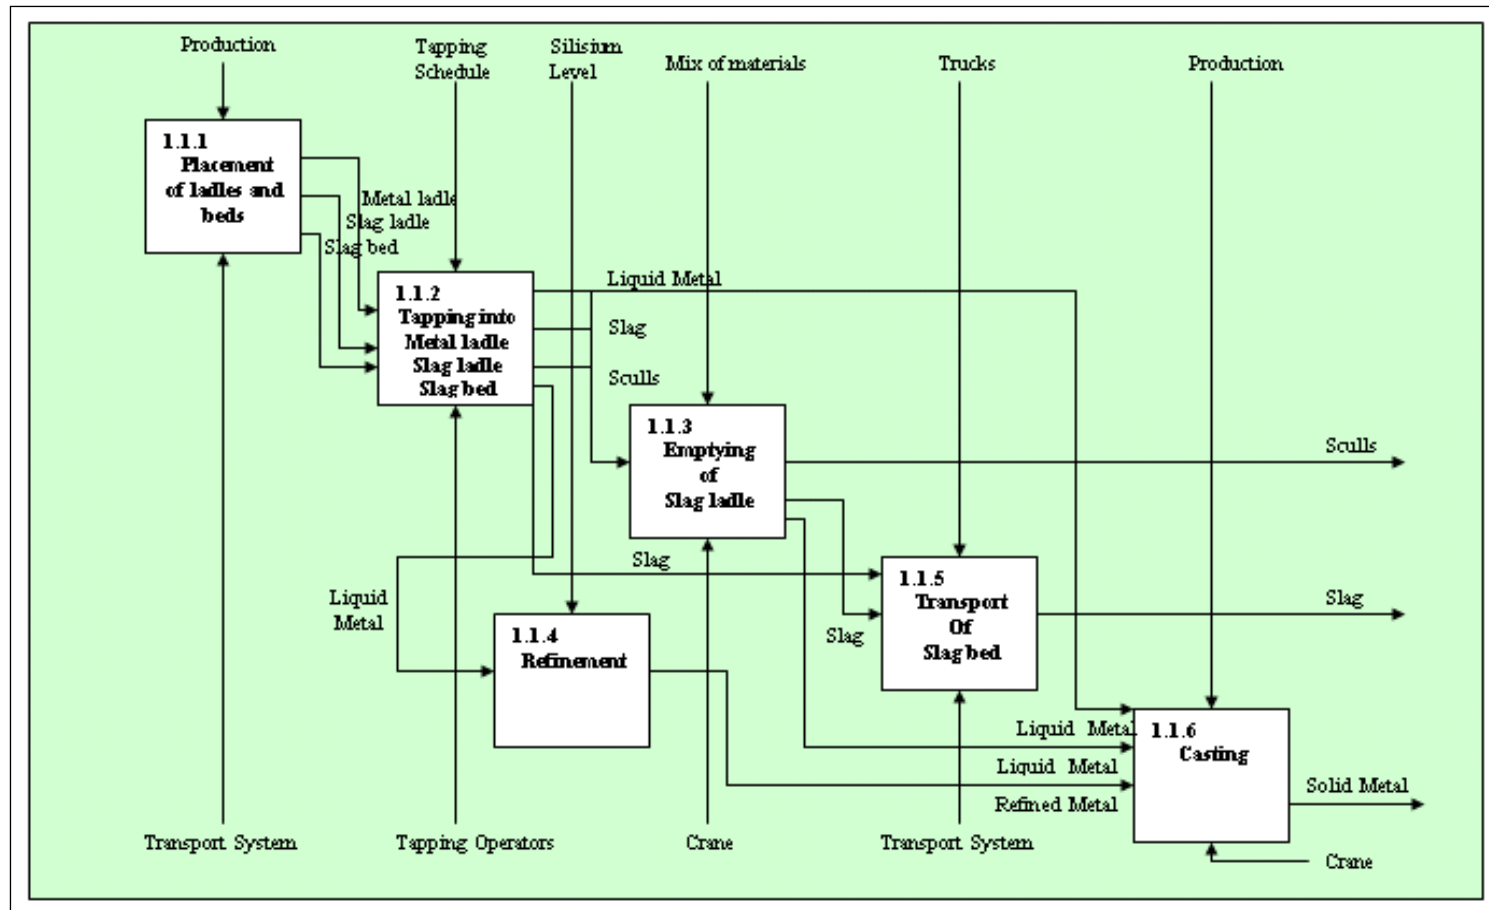 Production
Tapping
Schedule
Silisium
Level
Mix of materials
Trucks
Production
1.1.1
Placement
of ladles and
beds
Metal ladle
Slag ladle
Slag bed
1.1.2
Tapping into
Metal ladle
Slag ladle
Slag bed
Liquid Metal
Slag
Sculls
1.1.3
Emptying
of
Slag ladle
Sculls
Slag
Liquid
Metal
1.1.4
Refinement
1.1.5
Transport
Of
Slag bed
Slag
Slag
Liquid Metal
Liquid Metal
Refined Metal
1.1.6
Casting
Solid Metal
Transport System
Tapping Operators
Crane
Transport System
Crane